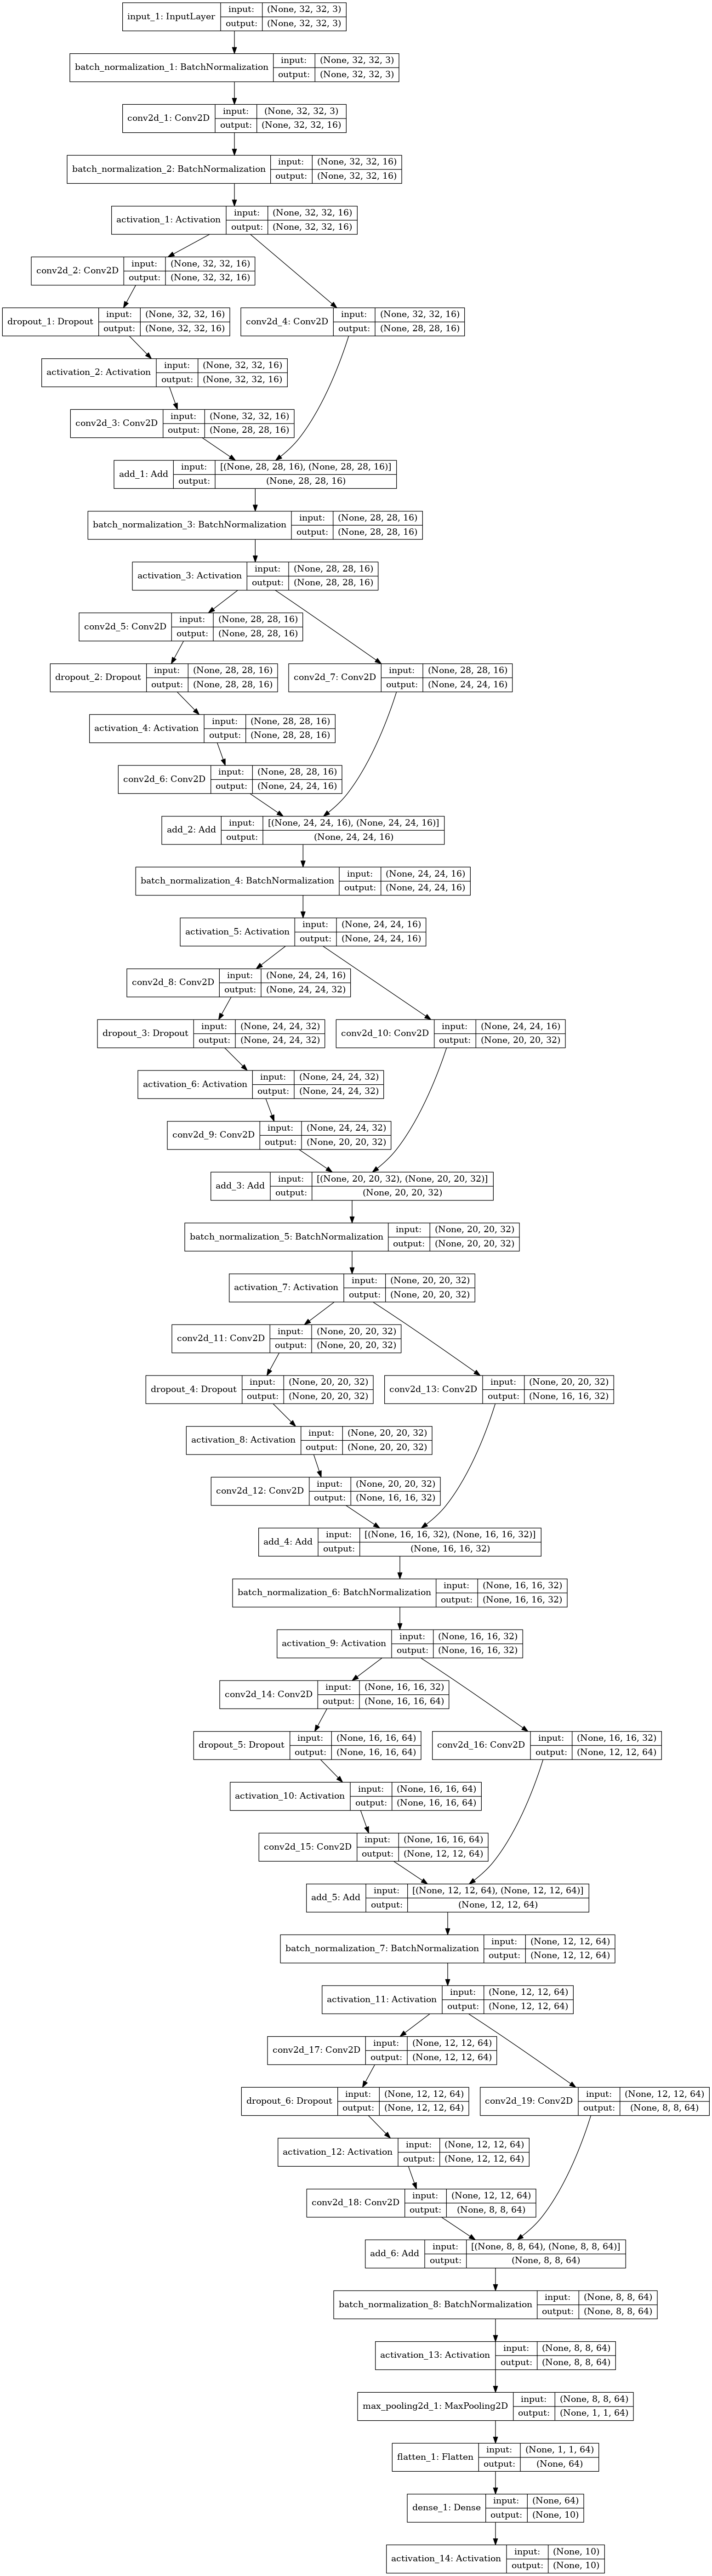 input_1: InputLayer input: (None, 32, 32, 3)
output: (None, 32, 32, 3)
batch_normalization_1: BatchNormalization input: (None, 32, 32, 3)
output: (None, 32, 32, 3)
conv2d_1: Conv2D input: (None, 32, 32, 3)
output: (None, 32, 32, 16)
batch_normalization_2: BatchNormalization input: (None, 32, 32, 16)
output: (None, 32, 32, 16)
activation_1: Activation input: (None, 32, 32, 16)
output: (None, 32, 32, 16)
conv2d_2: Conv2D input: (None, 32, 32, 16)
output: (None, 32, 32, 16)
dropout_1: Dropout input: (None, 32, 32, 16)
output: (None, 32, 32, 16)
conv2d_4: Conv2D input: (None, 32, 32, 16)
output: (None, 28, 28, 16)
activation_2: Activation input: (None, 32, 32, 16)
output: (None, 32, 32, 16)
conv2d_3: Conv2D input: (None, 32, 32, 16)
output: (None, 28, 28, 16)
add_1: Add input: [(None, 28, 28, 16), (None, 28, 28, 16)]
output: (None, 28, 28, 16)
batch_normalization_3: BatchNormalization input: (None, 28, 28, 16)
output: (None, 28, 28, 16)
activation_3: Activation input: (None, 28, 28, 16)
output: (None, 28, 28, 16)
conv2d_5: Conv2D input: (None, 28, 28, 16)
output: (None, 28, 28, 16)
dropout_2: Dropout input: (None, 28, 28, 16)
output: (None, 28, 28, 16)
conv2d_7: Conv2D input: (None, 28, 28, 16)
output: (None, 24, 24, 16)
activation_4: Activation input: (None, 28, 28, 16)
output: (None, 28, 28, 16)
conv2d_6: Conv2D input: (None, 28, 28, 16)
output: (None, 24, 24, 16)
add_2: Add input: [(None, 24, 24, 16), (None, 24, 24, 16)]
output: (None, 24, 24, 16)
batch_normalization_4: BatchNormalization input: (None, 24, 24, 16)
output: (None, 24, 24, 16)
activation_5: Activation input: (None, 24, 24, 16)
output: (None, 24, 24, 16)
conv2d_8: Conv2D input: (None, 24, 24, 16)
output: (None, 24, 24, 32)
dropout_3: Dropout input: (None, 24, 24, 32)
output: (None, 24, 24, 32)
conv2d_10: Conv2D input: (None, 24, 24, 16)
output: (None, 20, 20, 32)
activation_6: Activation input: (None, 24, 24, 32)
output: (None, 24, 24, 32)
conv2d_9: Conv2D input: (None, 24, 24, 32)
output: (None, 20, 20, 32)
add_3: Add input: [(None, 20, 20, 32), (None, 20, 20, 32)]
output: (None, 20, 20, 32)
batch_normalization_5: BatchNormalization input: (None, 20, 20, 32)
output: (None, 20, 20, 32)
activation_7: Activation input: (None, 20, 20, 32)
output: (None, 20, 20, 32)
conv2d_11: Conv2D input: (None, 20, 20, 32)
output: (None, 20, 20, 32)
dropout_4: Dropout input: (None, 20, 20, 32)
output: (None, 20, 20, 32)
conv2d_13: Conv2D input: (None, 20, 20, 32)
output: (None, 16, 16, 32)
activation_8: Activation input: (None, 20, 20, 32)
output: (None, 20, 20, 32)
conv2d_12: Conv2D input: (None, 20, 20, 32)
output: (None, 16, 16, 32)
add_4: Add input: [(None, 16, 16, 32), (None, 16, 16, 32)]
output: (None, 16, 16, 32)
batch_normalization_6: BatchNormalization input: (None, 16, 16, 32)
output: (None, 16, 16, 32)
activation_9: Activation input: (None, 16, 16, 32)
output: (None, 16, 16, 32)
conv2d_14: Conv2D input: (None, 16, 16, 32)
output: (None, 16, 16, 64)
dropout_5: Dropout input: (None, 16, 16, 64)
output: (None, 16, 16, 64)
conv2d_16: Conv2D input: (None, 16, 16, 32)
output: (None, 12, 12, 64)
activation_10: Activation input: (None, 16, 16, 64)
output: (None, 16, 16, 64)
conv2d_15: Conv2D input: (None, 16, 16, 64)
output: (None, 12, 12, 64)
add_5: Add input: [(None, 12, 12, 64), (None, 12, 12, 64)]
output: (None, 12, 12, 64)
batch_normalization_7: BatchNormalization input: (None, 12, 12, 64)
output: (None, 12, 12, 64)
activation_11: Activation input: (None, 12, 12, 64)
output: (None, 12, 12, 64)
conv2d_17: Conv2D input: (None, 12, 12, 64)
output: (None, 12, 12, 64)
dropout_6: Dropout input: (None, 12, 12, 64)
output: (None, 12, 12, 64)
conv2d_19: Conv2D input: (None, 12, 12, 64)
output: (None, 8, 8, 64)
activation_12: Activation input: (None, 12, 12, 64)
output: (None, 12, 12, 64)
conv2d_18: Conv2D input: (None, 12, 12, 64)
output: (None, 8, 8, 64)
add_6: Add input: [(None, 8, 8, 64), (None, 8, 8, 64)]
output: (None, 8, 8, 64)
batch_normalization_8: BatchNormalization input: (None, 8, 8, 64)
output: (None, 8, 8, 64)
activation_13: Activation input: (None, 8, 8, 64)
output: (None, 8, 8, 64)
max_pooling2d_1: MaxPooling2D input: (None, 8, 8, 64)
output: (None, 1, 1, 64)
flatten_1: Flatten input: (None, 1, 1, 64)
output: (None, 64)
dense_1: Dense input: (None, 64)
output: (None, 10)
activation_14: Activation input: (None, 10)
output: (None, 10)